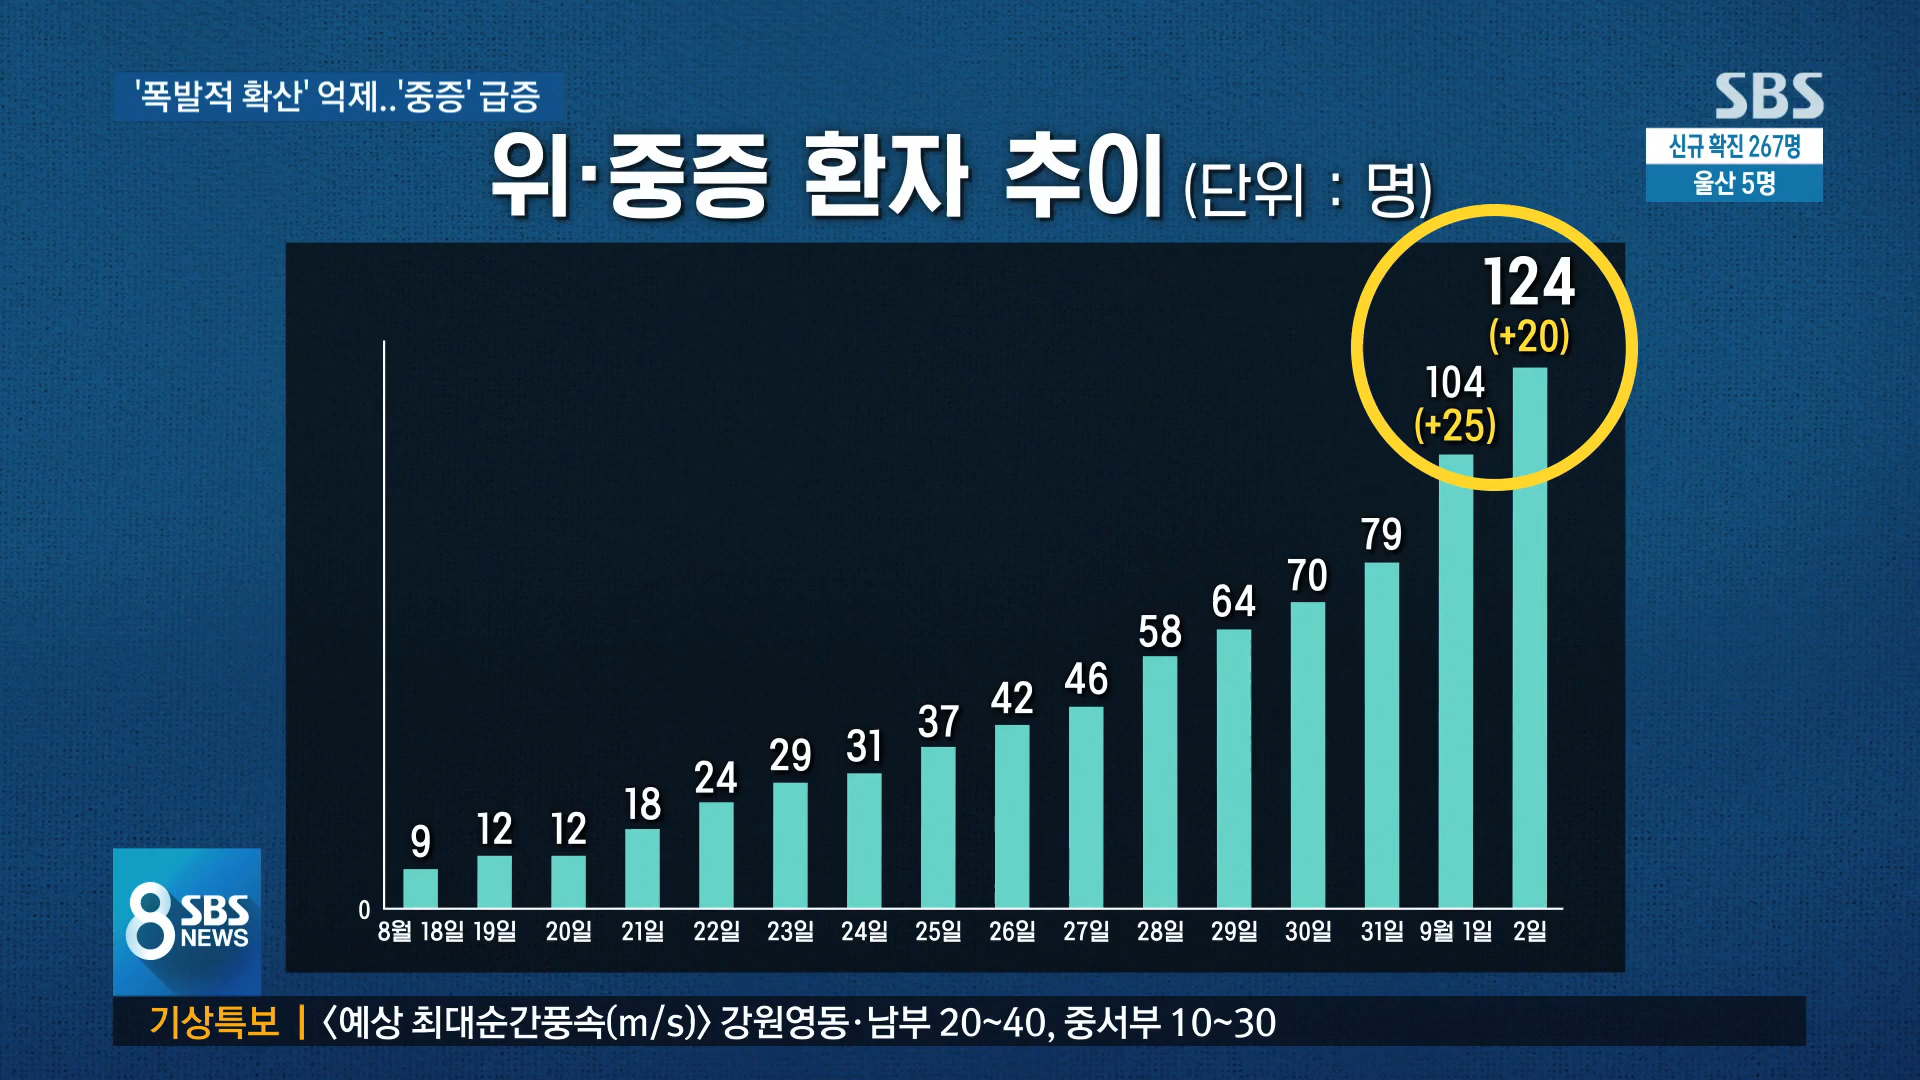 '폭발적 확산' 억제..'중증' 급증
SBS
신규 확진 267명
울산 5명
위·중증 환자 추이 (단위 : 명)
124
(+20)
104
(+25)
79
70
64
58
46
42
37
31
29
24
18
12
12
9
0
8월 18일 19일 20일 21일 22일 23일 24일 25일 26일 27일 28일 29일 30일 31일 9월 1일 2일
8 SBS NEWS
기상특보 | 〈예상 최대순간풍속(m/s)〉 강원영동·남부 20~40, 중서부 10~30